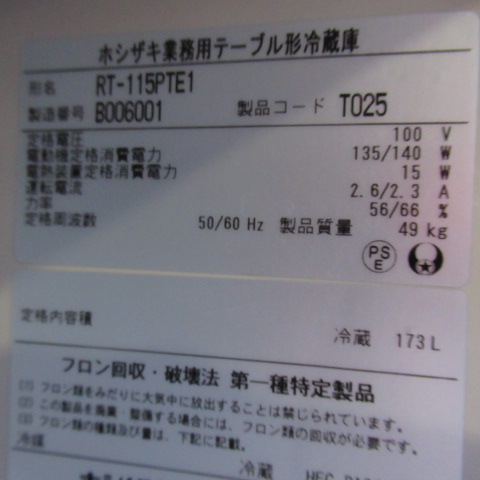 ホシザキ業務用テーブル形冷蔵庫
形名 RT-115PTE1
製造番号 B006001 製品コード T025
定格電圧 100 V
電動機定格消費電力 135/140 W
電熱装置定格消費電力 15 W
運転電流 2.6/2.3 A
力率 56/66 %
定格周波数 50/60 Hz 製品質量 49 kg
PS E
定格内容積 冷蔵 173L
フロン回収・破壊法 第一種特定製品
(1) フロン類をみだりに大気中に放出することは禁じられています。
(2) この製品を廃棄・整備する場合には、フロン類の回収が必要です。
(3) フロン類の種類及び量は、下記に記載。
冷媒 冷蔵